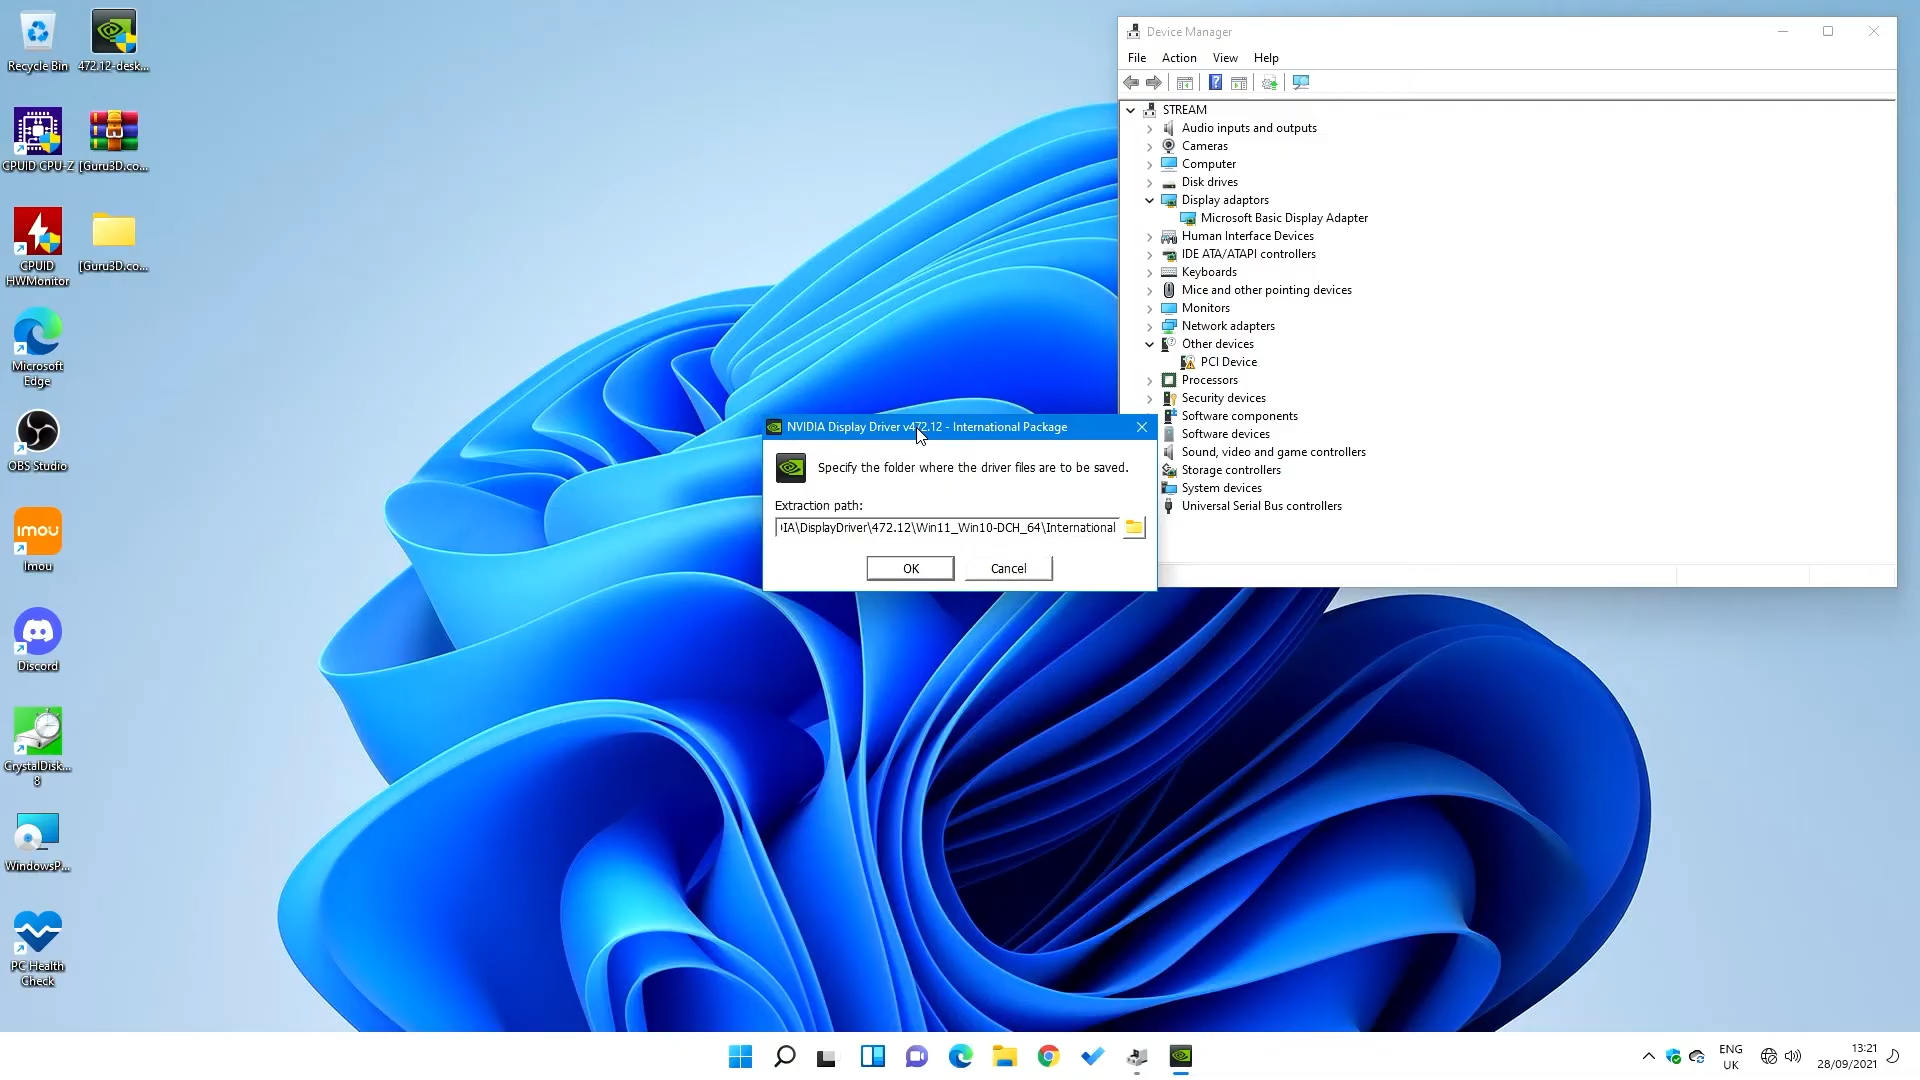 Recycle Bin
472.12-desk...
CPUID CPU-Z
[Guru3D.co...
CPUID
HWMonitor
[Guru3D.co...
Microsoft
Edge
OBS Studio
imou
Imou
Discord
CrystalDisk...
8
WindowsP...
PC Health
Check
Device Manager
File Action View Help
STREAM
Audio inputs and outputs
Cameras
Computer
Disk drives
Display adaptors
Microsoft Basic Display Adapter
Human Interface Devices
IDE ATA/ATAPI controllers
Keyboards
Mice and other pointing devices
Monitors
Network adapters
Other devices
PCI Device
Processors
Security devices
Software components
Software devices
Sound, video and game controllers
Storage controllers
System devices
Universal Serial Bus controllers
NVIDIA Display Driver v472.12 - International Package
Specify the folder where the driver files are to be saved.
Extraction path:
IA\DisplayDriver\472.12\Win11_Win10-DCH_64\International
OK Cancel
ENG
UK
13:21
28/09/2021